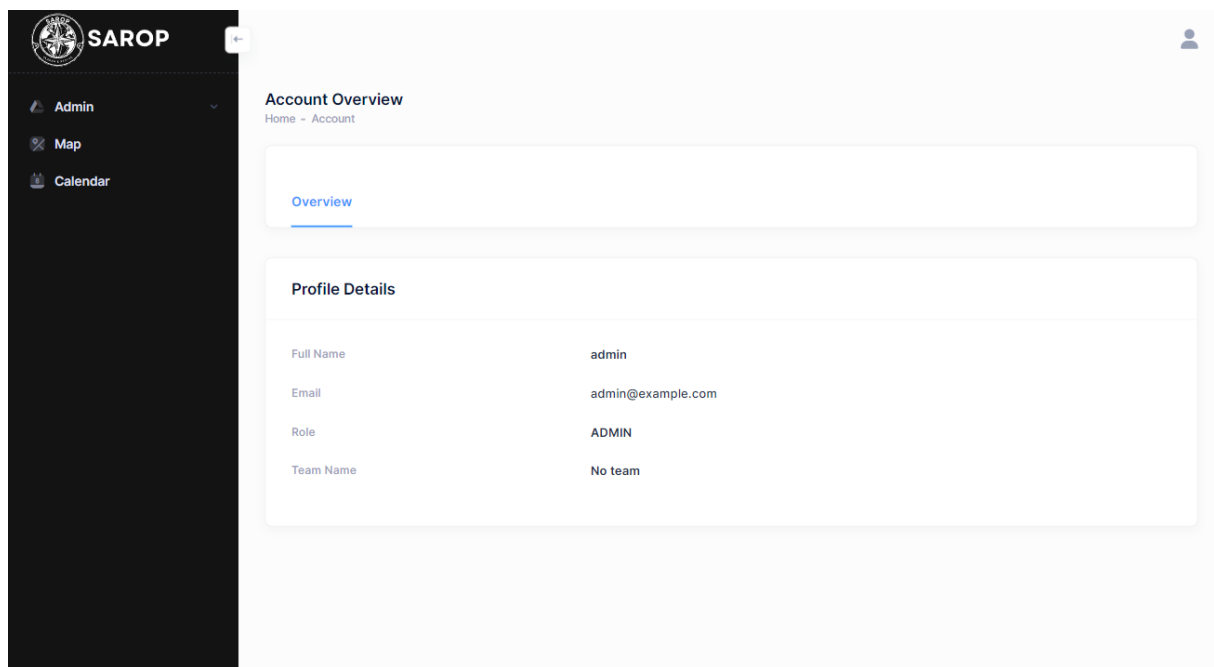 SAROP
SAROP
Admin
Map
Calendar
Account Overview
Home - Account
Overview
Profile Details
Full Name admin
Email admin@example.com
Role ADMIN
Team Name No team